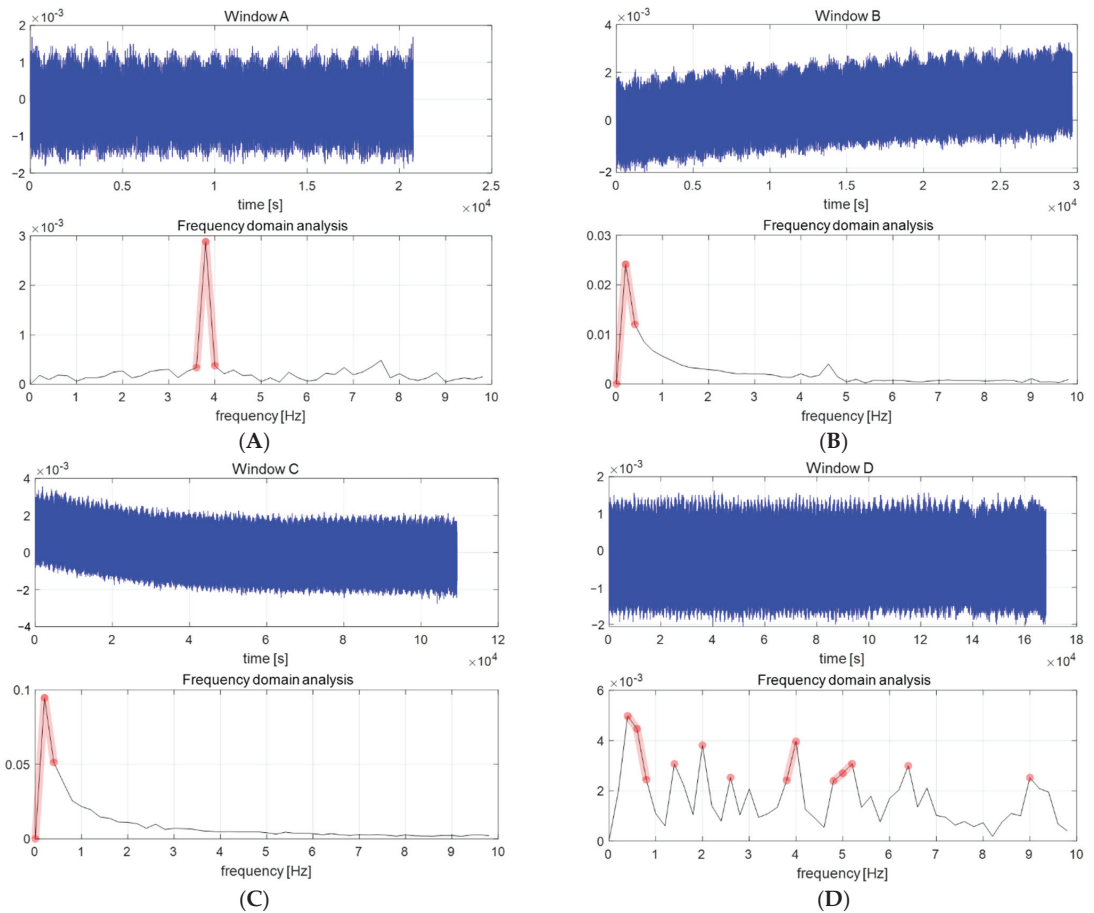 Window A
×10⁻³
2
1
0
−1
−2
0 0.5 1.0 1.5 2.0 2.5
time [s]
×10⁴
Frequency domain analysis
×10⁻³
3
2
1
0
0 1 2 3 4 5 6 7 8 9 10
frequency [Hz]
(A)
Window B
×10⁻³
4
2
0
−2
0 0.5 1.0 1.5 2.0 2.5 30
time [s]
×10⁴
Frequency domain analysis
0.03
0.02
0.01
0
0 1 2 3 4 5 6 7 8 9 10
frequency [Hz]
(B)
Window C
×10⁻³
4
2
0
−2
−4
0 2 4 6 8 10 12
time [s]
×10⁴
Frequency domain analysis
0.1
0.05
0
0 1 2 3 4 5 6 7 8 9 10
frequency [Hz]
(C)
Window D
×10⁻³
2
1
0
−1
−2
0 2 4 6 8 10 12 14 16 18
time [s]
×10⁴
Frequency domain analysis
×10⁻³
6
4
2
0
0 1 2 3 4 5 6 7 8 9 10
frequency [Hz]
(D)